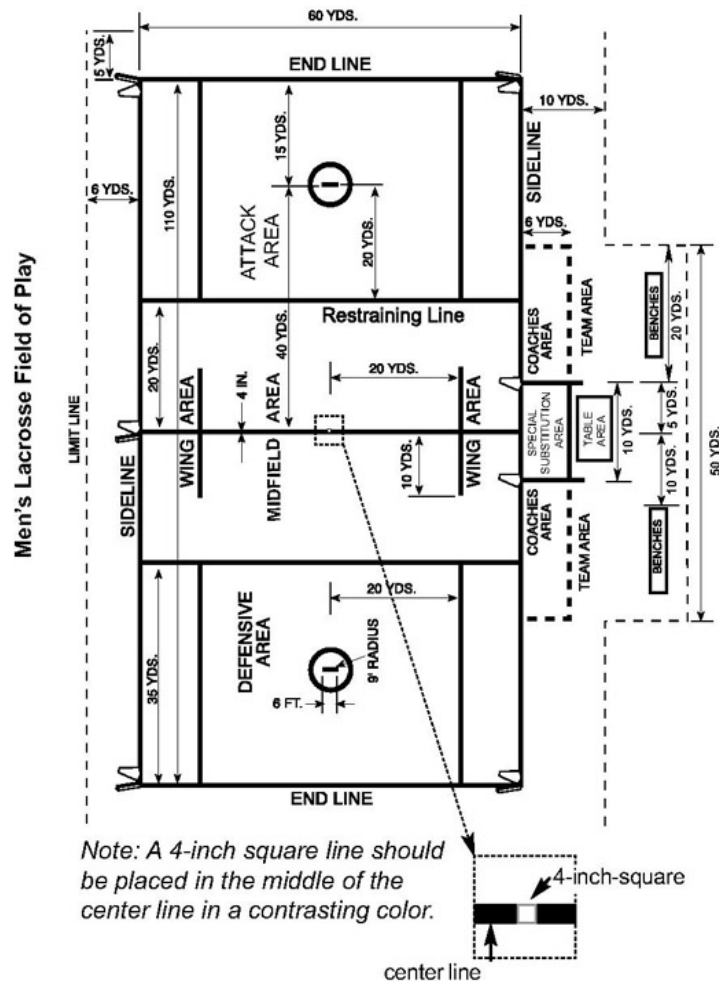 60 YDS.
5 YDS.
END LINE
10 YDS.
15 YDS.
SIDELINE
6 YDS.
110 YDS.
ATTACK
AREA
20 YDS.
6 YDS.
Men's Lacrosse Field of Play
LIMIT LINE
Restraining Line
COACHES
AREA
TEAM AREA
BENCHES
20 YDS.
20 YDS.
40 YDS.
4 IN.
20 YDS.
WING AREA
MIDFIELD AREA
WING AREA
SPECIAL
SUBSTITUTION
AREA
TABLE
AREA
10 YDS.
5 YDS.
10 YDS.
50 YDS.
SIDELINE
10 YDS.
COACHES
AREA
TEAM AREA
BENCHES
35 YDS.
DEFENSIVE
AREA
20 YDS.
9' RADIUS
6 FT.
END LINE
Note: A 4-inch square line should
be placed in the middle of the
center line in a contrasting color.
4-inch-square
center line